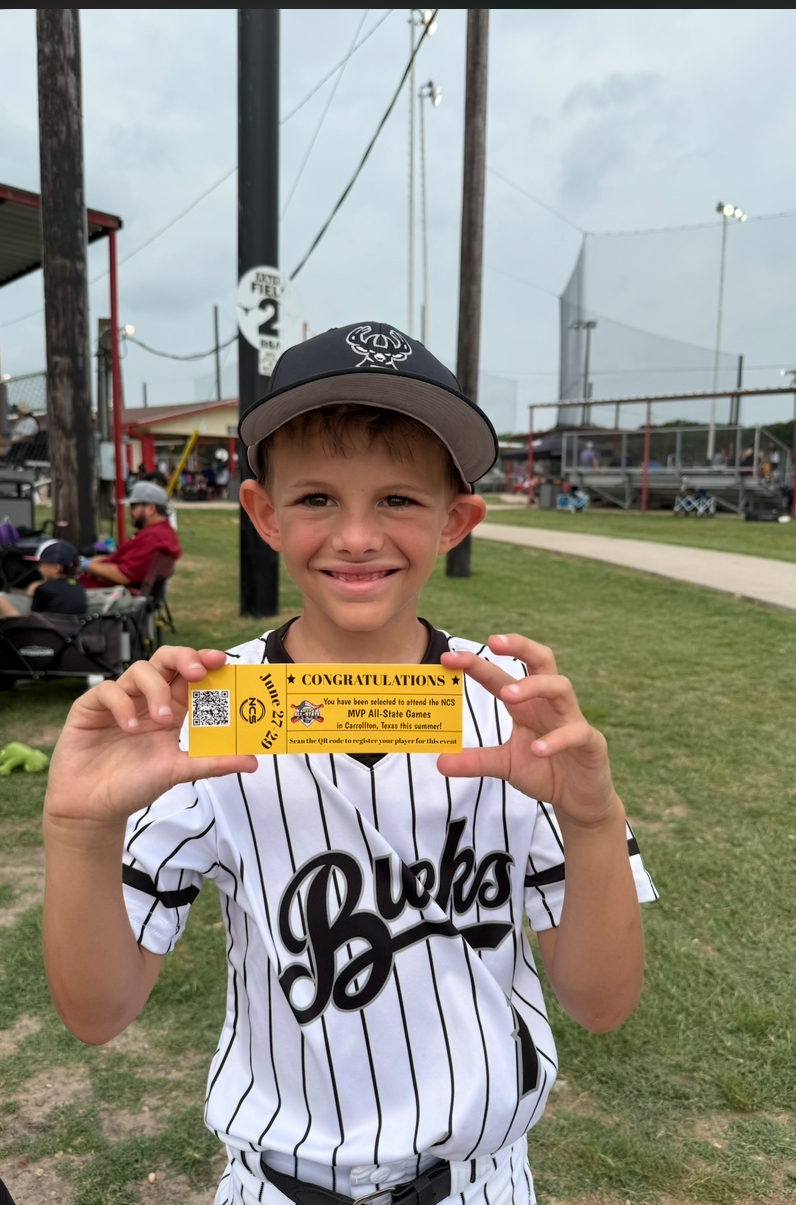 FIELD
2
CONGRATULATIONS
You have been selected to attend the NCS
MVP All-State Games
in Carrollton, Texas this summer!
Scan the QR code to register your player for this event
NCS
June 27-29
Bucks